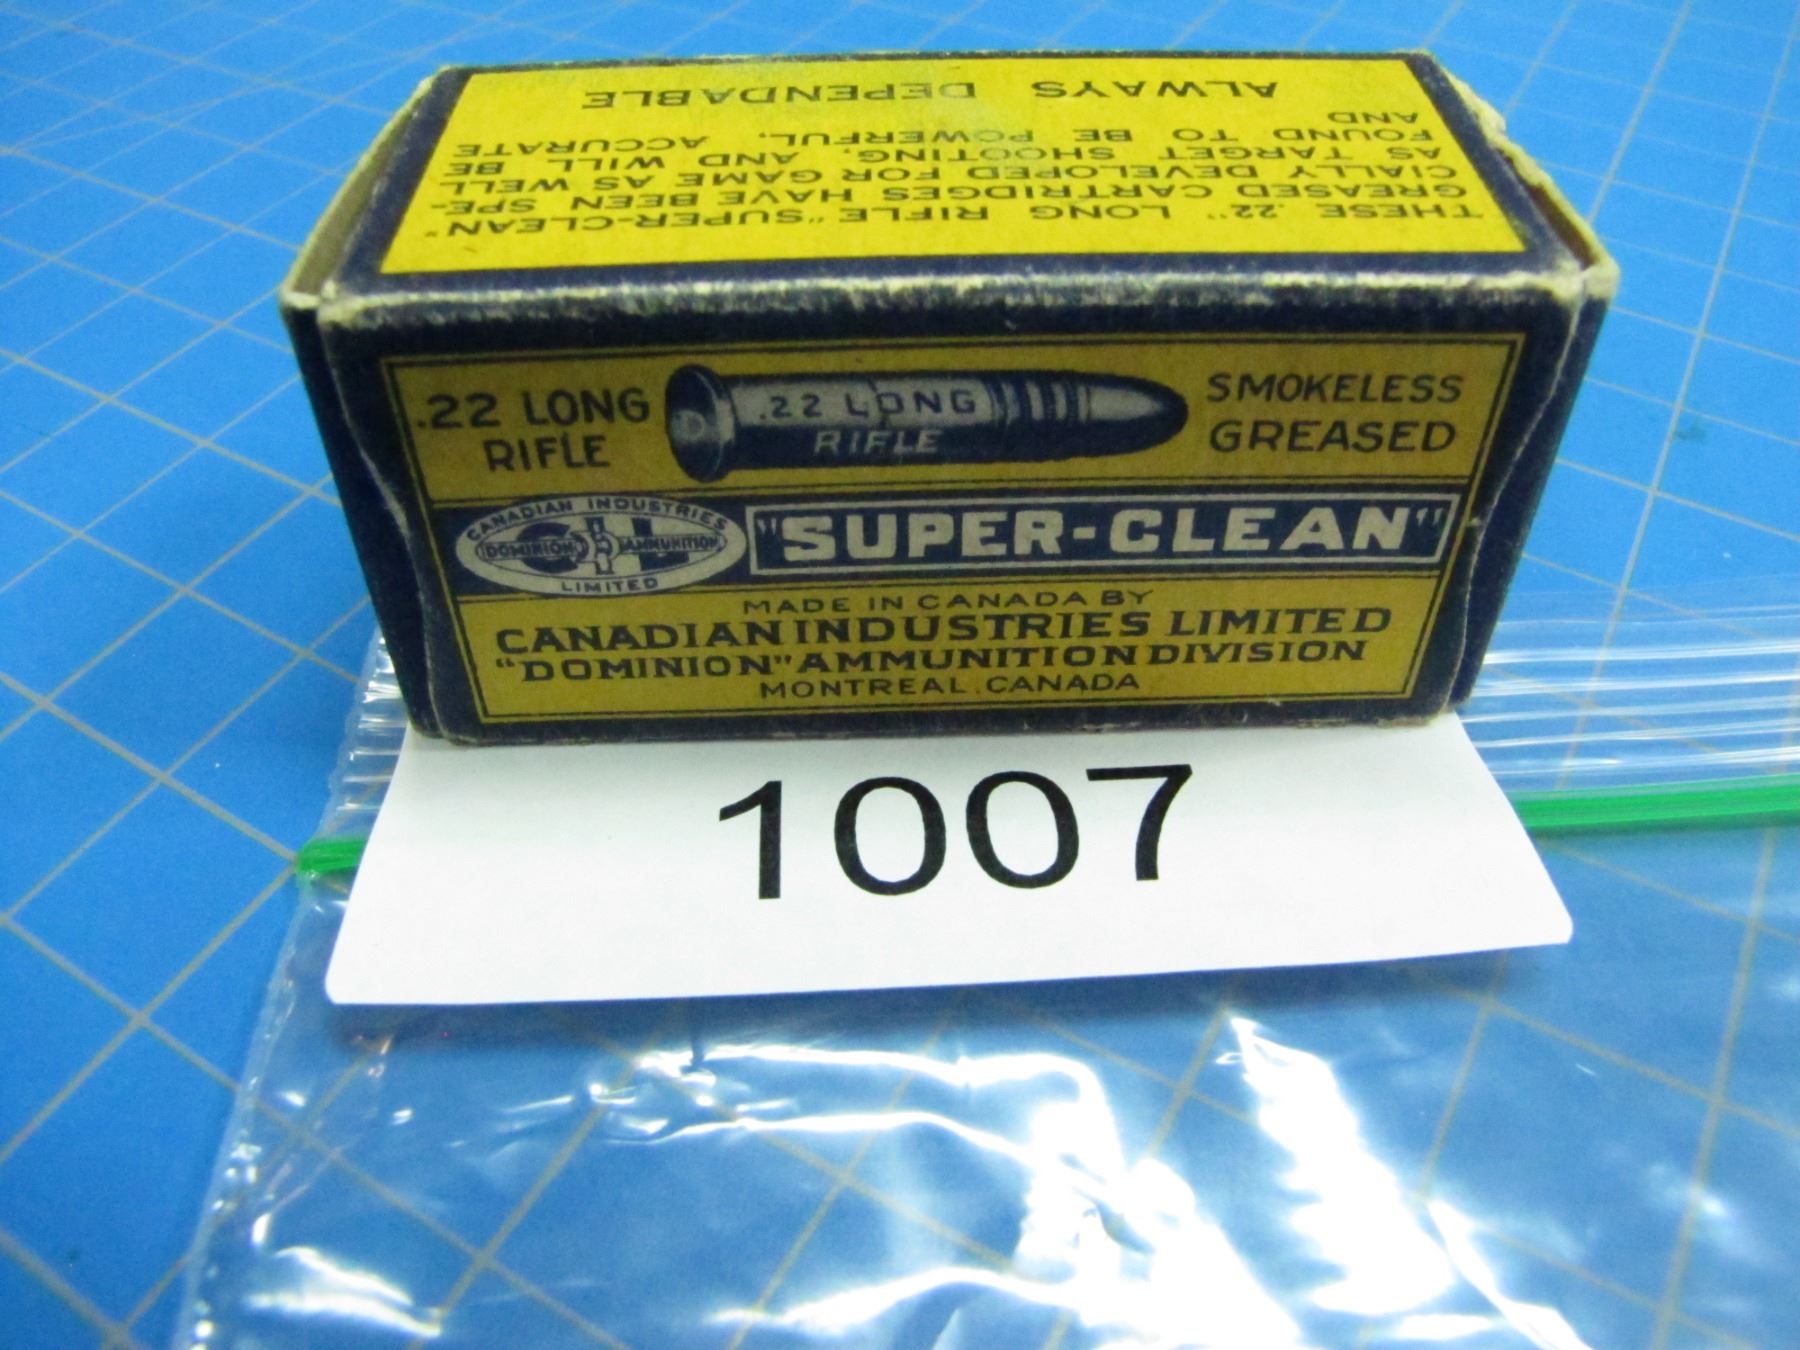 THESE .22" LONG RIFLE "SUPER-CLEAN"
GREASED CARTRIDGES HAVE BEEN SPE-
CIALLY DEVELOPED FOR GAME AS WELL
AS TARGET SHOOTING, AND WILL BE
FOUND TO BE POWERFUL, ACCURATE
AND
ALWAYS DEPENDABLE
.22 LONG
RIFLE
.22 LONG
RIFLE
SMOKELESS
GREASED
CANADIAN INDUSTRIES
CIL
DOMINION AMMUNITION
LIMITED
"SUPER-CLEAN"
MADE IN CANADA BY
CANADIAN INDUSTRIES LIMITED
"DOMINION" AMMUNITION DIVISION
MONTREAL, CANADA
1007